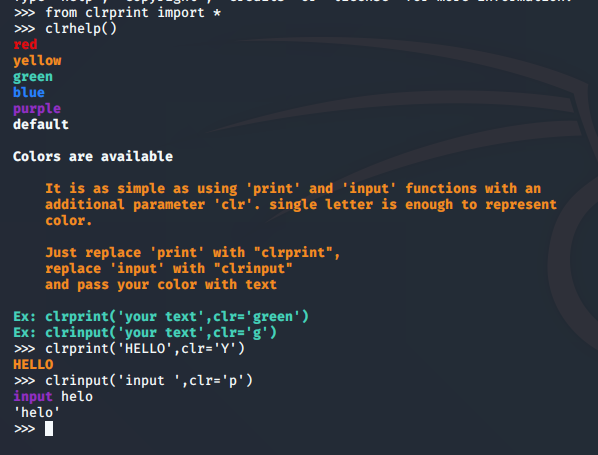 >>> from clrprint import *
>>> clrhelp()
red
yellow
green
blue
purple
default
Colors are available
It is as simple as using 'print' and 'input' functions with an
additional parameter 'clr'. single letter is enough to represent
color.
Just replace 'print' with "clrprint",
replace 'input' with "clrinput"
and pass your color with text
Ex: clrprint('your text',clr='green')
Ex: clrinput('your text',clr='g')
>>> clrprint('HELLO',clr='Y')
HELLO
>>> clrinput('input ',clr='p')
input helo
'helo'
>>>